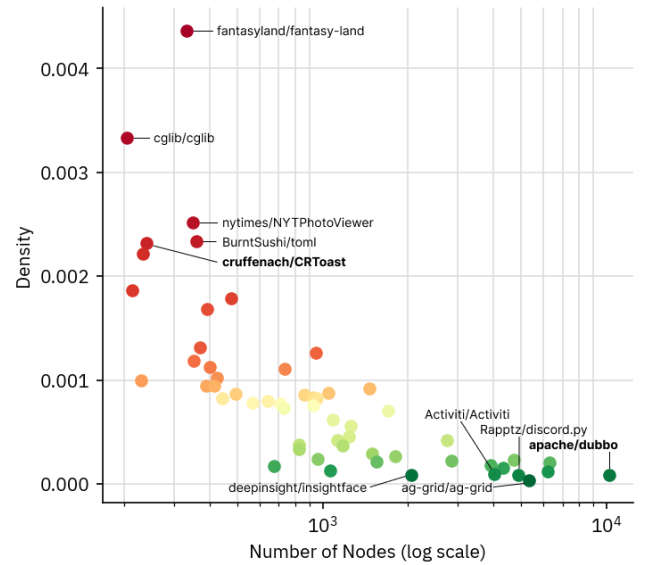 fantasyland/fantasy-land
0.004
cglib/cglib
0.003
nytimes/NYTPhotoViewer
BurntSushi/toml
cruffenach/CRToast
Density
0.002
0.001
Activiti/Activiti
Rapptz/discord.py
apache/dubbo
0.000
deepinsight/insightface
ag-grid/ag-grid
10³
10⁴
Number of Nodes (log scale)